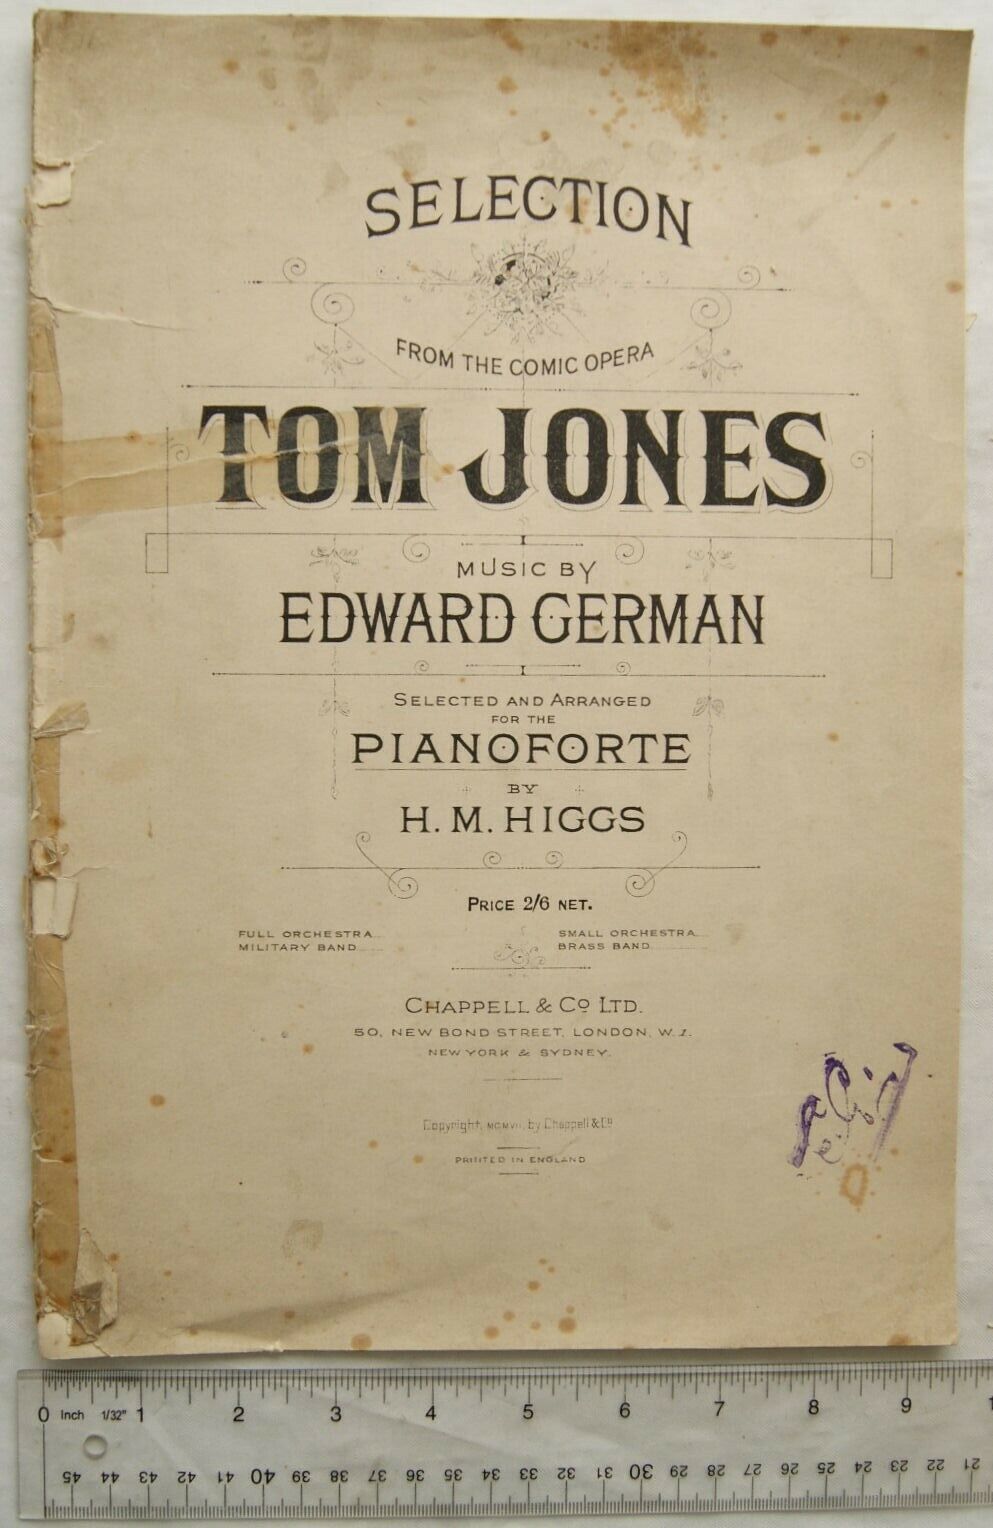 SELECTION
FROM THE COMIC OPERA
TOM JONES
MUSIC BY
EDWARD GERMAN
SELECTED AND ARRANGED
FOR THE
PIANOFORTE
BY
H. M. HIGGS
PRICE 2/6 NET.
FULL ORCHESTRA
MILITARY BAND
SMALL ORCHESTRA
BRASS BAND
CHAPPELL & CO LTD.
50, NEW BOND STREET, LONDON, W.1.
NEW YORK & SYDNEY.
Copyright, MCMVII, by Chappell & Co
PRINTED IN ENGLAND
0 Inch 1/32" 1 2 3 4 5 6 7 8 9
45 44 43 42 41 40 39 38 37 36 35 34 33 32 31 30 29 28 27 26 25 24 23 22 21